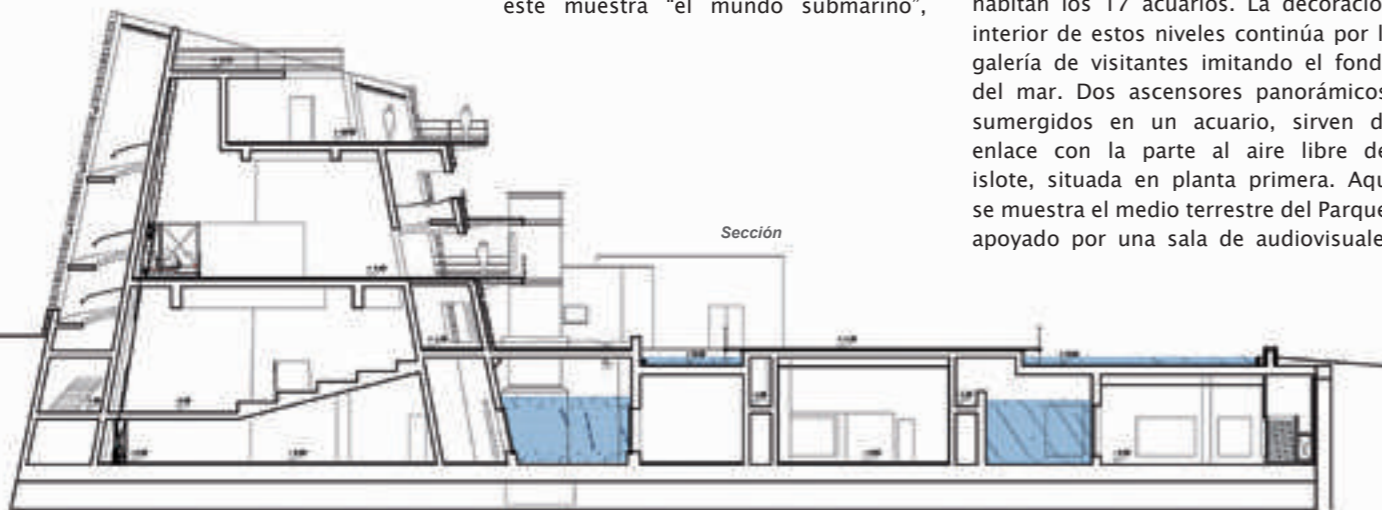 este muestra “el mundo submarino”,
habitan los 17 acuarios. La decoració
interior de estos niveles continúa por l
galería de visitantes imitando el fond
del mar. Dos ascensores panorámicos
sumergidos en un acuario, sirven d
enlace con la parte al aire libre de
islote, situada en planta primera. Aqu
se muestra el medio terrestre del Parque
apoyado por una sala de audiovisuale
Sección